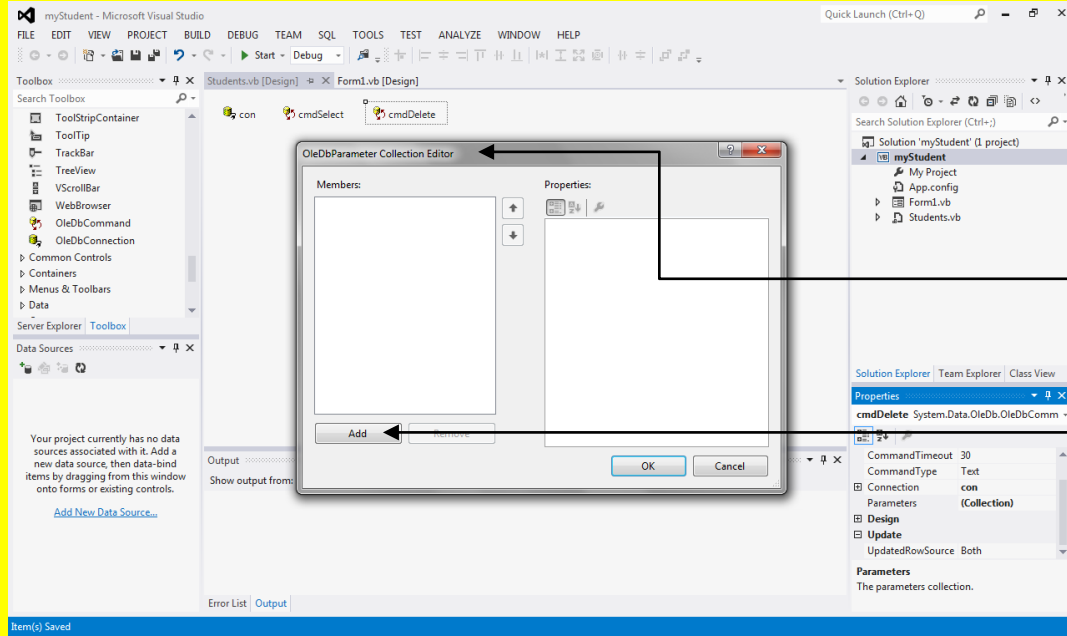 myStudent - Microsoft Visual Studio
Quick Launch (Ctrl+Q)
FILE EDIT VIEW PROJECT BUILD DEBUG TEAM SQL TOOLS TEST ANALYZE WINDOW HELP
Start Debug
Toolbox
Search Toolbox
ToolStripContainer
ToolTip
TrackBar
TreeView
VScrollBar
WebBrowser
OleDbCommand
OleDbConnection
Common Controls
Containers
Menus & Toolbars
Data
Server Explorer Toolbox
Data Sources
Your project currently has no data
sources associated with it. Add a
new data source, then data-bind
items by dragging from this window
onto forms or existing controls.
Add New Data Source...
Students.vb [Design] Form1.vb [Design]
con cmdSelect cmdDelete
OleDbParameter Collection Editor
Members: Properties:
Add Remove
OK Cancel
Output
Show output from:
Error List Output
Solution Explorer
Search Solution Explorer (Ctrl+;)
Solution 'myStudent' (1 project)
myStudent
My Project
App.config
Form1.vb
Students.vb
Solution Explorer Team Explorer Class View
Properties
cmdDelete System.Data.OleDb.OleDbComm
CommandTimeout 30
CommandType Text
Connection con
Parameters (Collection)
Design
Update
UpdatedRowSource Both
Parameters
The parameters collection.
Item(s) Saved